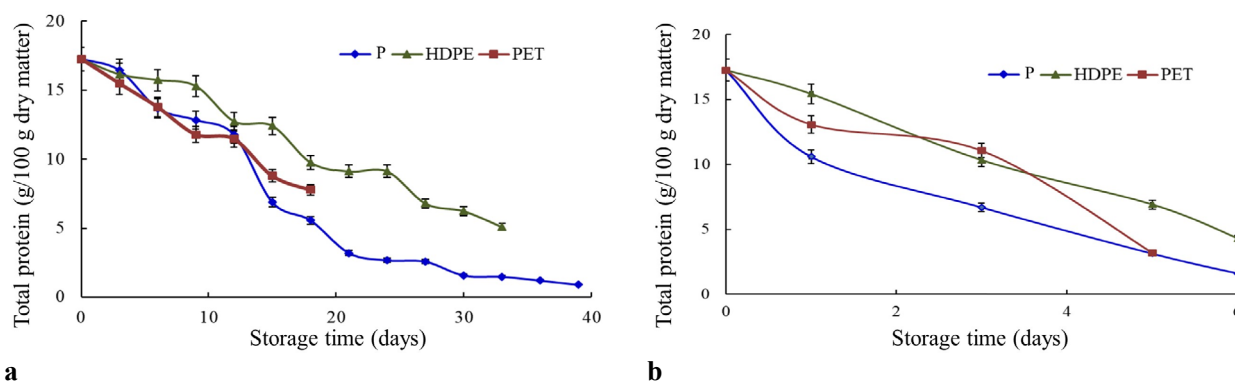 20
15
10
5
0
Total protein (g/100 g dry matter)
P HDPE PET
0 10 20 30 40
Storage time (days)
a
20
15
10
5
0
Total protein (g/100 g dry matter)
P HDPE PET
0 2 4 6
Storage time (days)
b